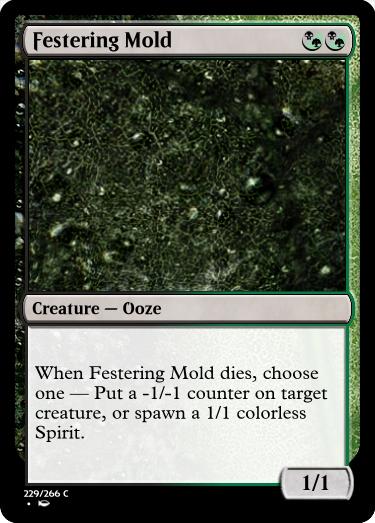 Festering Mold
Creature — Ooze
When Festering Mold dies, choose
one — Put a -1/-1 counter on target
creature, or spawn a 1/1 colorless
Spirit.
1/1
229/266 C